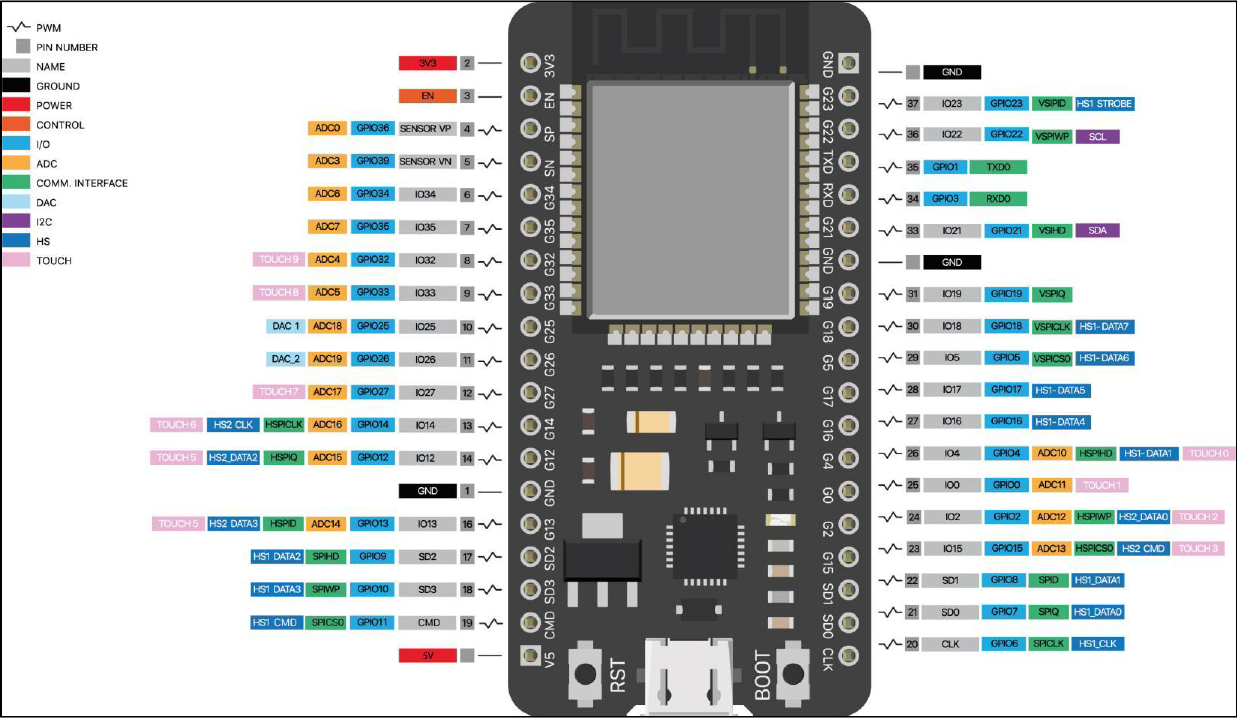 PWM
PIN NUMBER
NAME
GROUND
POWER
CONTROL
I/O
ADC
COMM. INTERFACE
DAC
I2C
HS
TOUCH
3V3 2
EN 3
ADC0 GPIO36 SENSOR VP 4
ADC3 GPIO39 SENSOR VN 5
ADC6 GPIO34 IO34 6
ADC7 GPIO35 IO35 7
TOUCH 9 ADC4 GPIO32 IO32 8
TOUCH 8 ADC5 GPIO33 IO33 9
DAC_1 ADC18 GPIO25 IO25 10
DAC_2 ADC19 GPIO26 IO26 11
TOUCH 7 ADC17 GPIO27 IO27 12
TOUCH 6 HS2 CLK HSPICLK ADC16 GPIO14 IO14 13
TOUCH 5 HS2_DATA2 HSPIQ ADC15 GPIO12 IO12 14
GND 1
TOUCH 5 HS2 DATA3 HSPID ADC14 GPIO13 IO13 16
HS1 DATA2 SPIHD GPIO9 SD2 17
HS1 DATA3 SPIWP GPIO10 SD3 18
HS1 CMD SPICS0 GPIO11 CMD 19
5V
3V3
EN
SP
SN
G34
G35
G32
G33
G25
G26
G27
G14
G12
GND
G13
SD2
SD3
CMD
V5
RST
BOOT
GND
G23
G22
TXD
RXD
G21
GND
G19
G18
G5
G17
G16
G4
G0
G2
G15
SD1
SD0
CLK
GND
37 IO23 GPIO23 VSPID HS1 STROBE
36 IO22 GPIO22 VSPIWP SCL
35 GPIO1 TXD0
34 GPIO3 RXD0
33 IO21 GPIO21 VSIHD SDA
GND
31 IO19 GPIO19 VSPIQ
30 IO18 GPIO18 VSPICLK HS1-DATA7
29 IO5 GPIO5 VSPICS0 HS1-DATA6
28 IO17 GPIO17 HS1-DATA5
27 IO16 GPIO16 HS1-DATA4
26 IO4 GPIO4 ADC10 HSPIHD HS1-DATA1 TOUCH 0
25 IO0 GPIO0 ADC11 TOUCH 1
24 IO2 GPIO2 ADC12 HSPIWP HS2_DATA0 TOUCH 2
23 IO15 GPIO15 ADC13 HSPICS0 HS2 CMD TOUCH 3
22 SD1 GPIO8 SPID HS1_DATA1
21 SD0 GPIO7 SPIQ HS1_DATA0
20 CLK GPIO6 SPICLK HS1_CLK